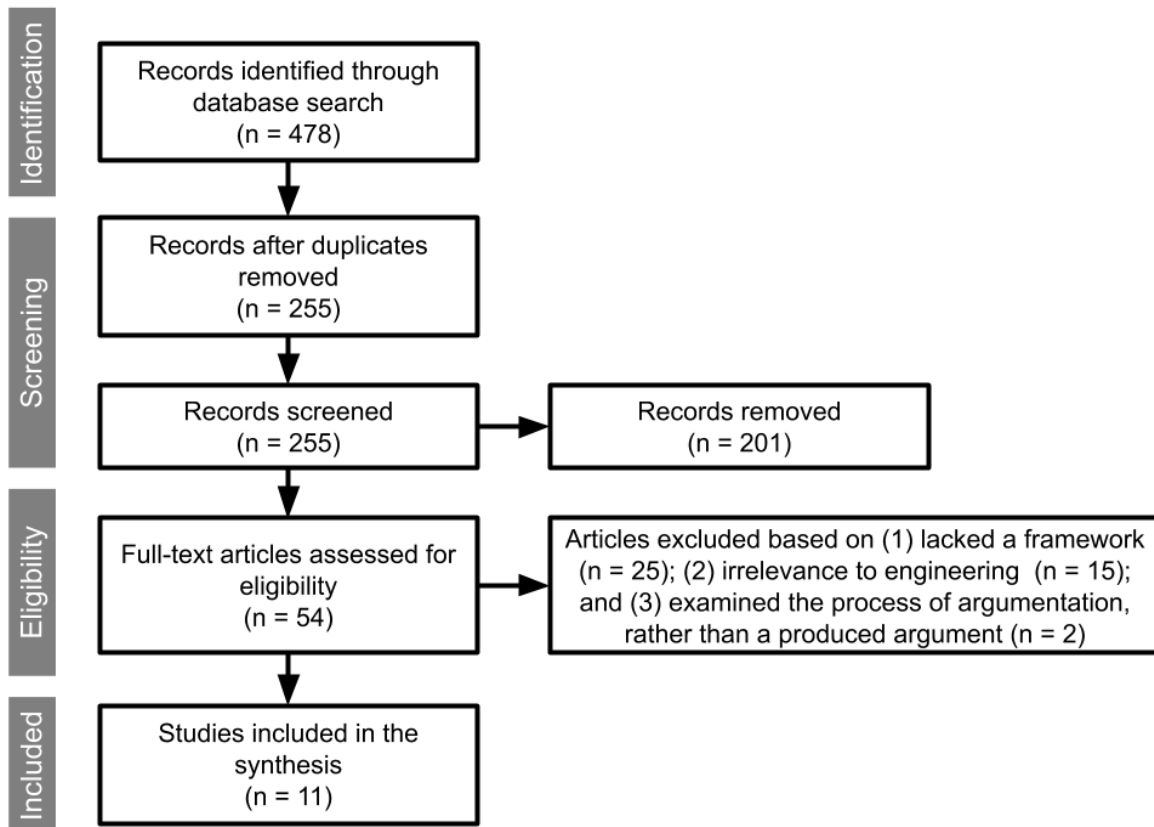 Identification
Records identified through
database search
(n = 478)
Screening
Records after duplicates
removed
(n = 255)
Records screened
(n = 255)
Records removed
(n = 201)
Eligibility
Full-text articles assessed for
eligibility
(n = 54)
Articles excluded based on (1) lacked a framework
(n = 25); (2) irrelevance to engineering (n = 15);
and (3) examined the process of argumentation,
rather than a produced argument (n = 2)
Included
Studies included in the
synthesis
(n = 11)